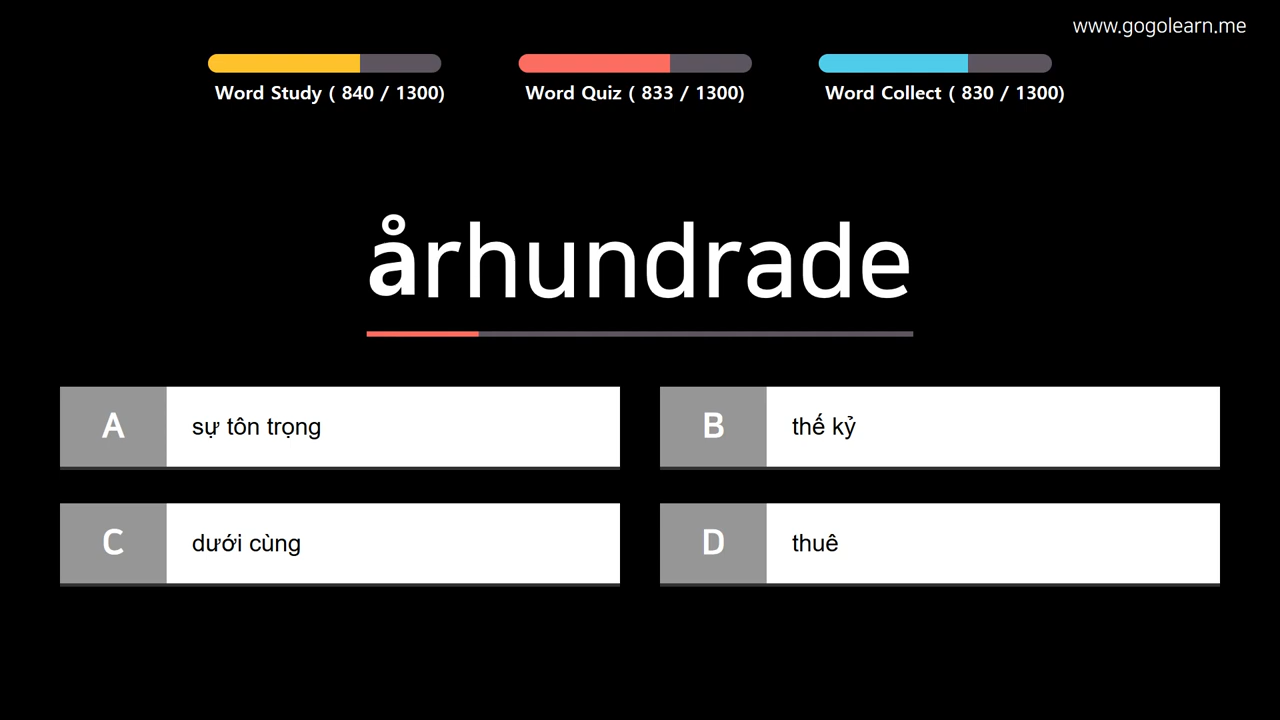 www.gogolearn.me
Word Study ( 840 / 1300)
Word Quiz ( 833 / 1300)
Word Collect ( 830 / 1300)
århundrade
A
sự tôn trọng
B
thế kỷ
C
dưới cùng
D
thuê